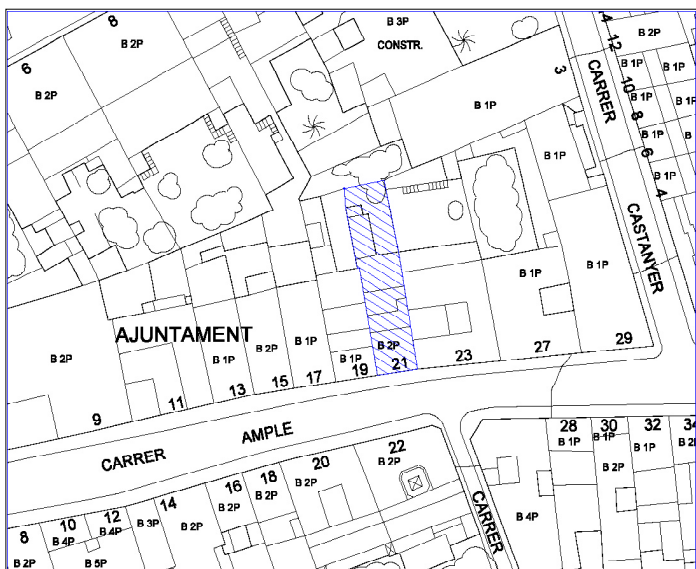 8
6
B 2P
B 2P
B 3P
CONSTR.
3
B 1P
CARRER
14
12
10
8
6
4
B 2P
B 1P
B 1P
B 1P
B 1P
B 1P
B 1P
B
B 1P
CASTANYER
B 1P
B 1P
29
27
23
B 2P
21
B 1P
19
B 1P
17
B 2P
15
B 1P
13
11
AJUNTAMENT
B 2P
9
CARRER AMPLE
CARRER
8
B 2P
10
B 4P
12
B 4P
B 5P
B 3P
14
B 2P
16
B 2P
18
B 2P
20
B 2P
22
B 2P
B 4P
28
B 1P
30
B 1P
B 2P
32
B 1P
34
B 2